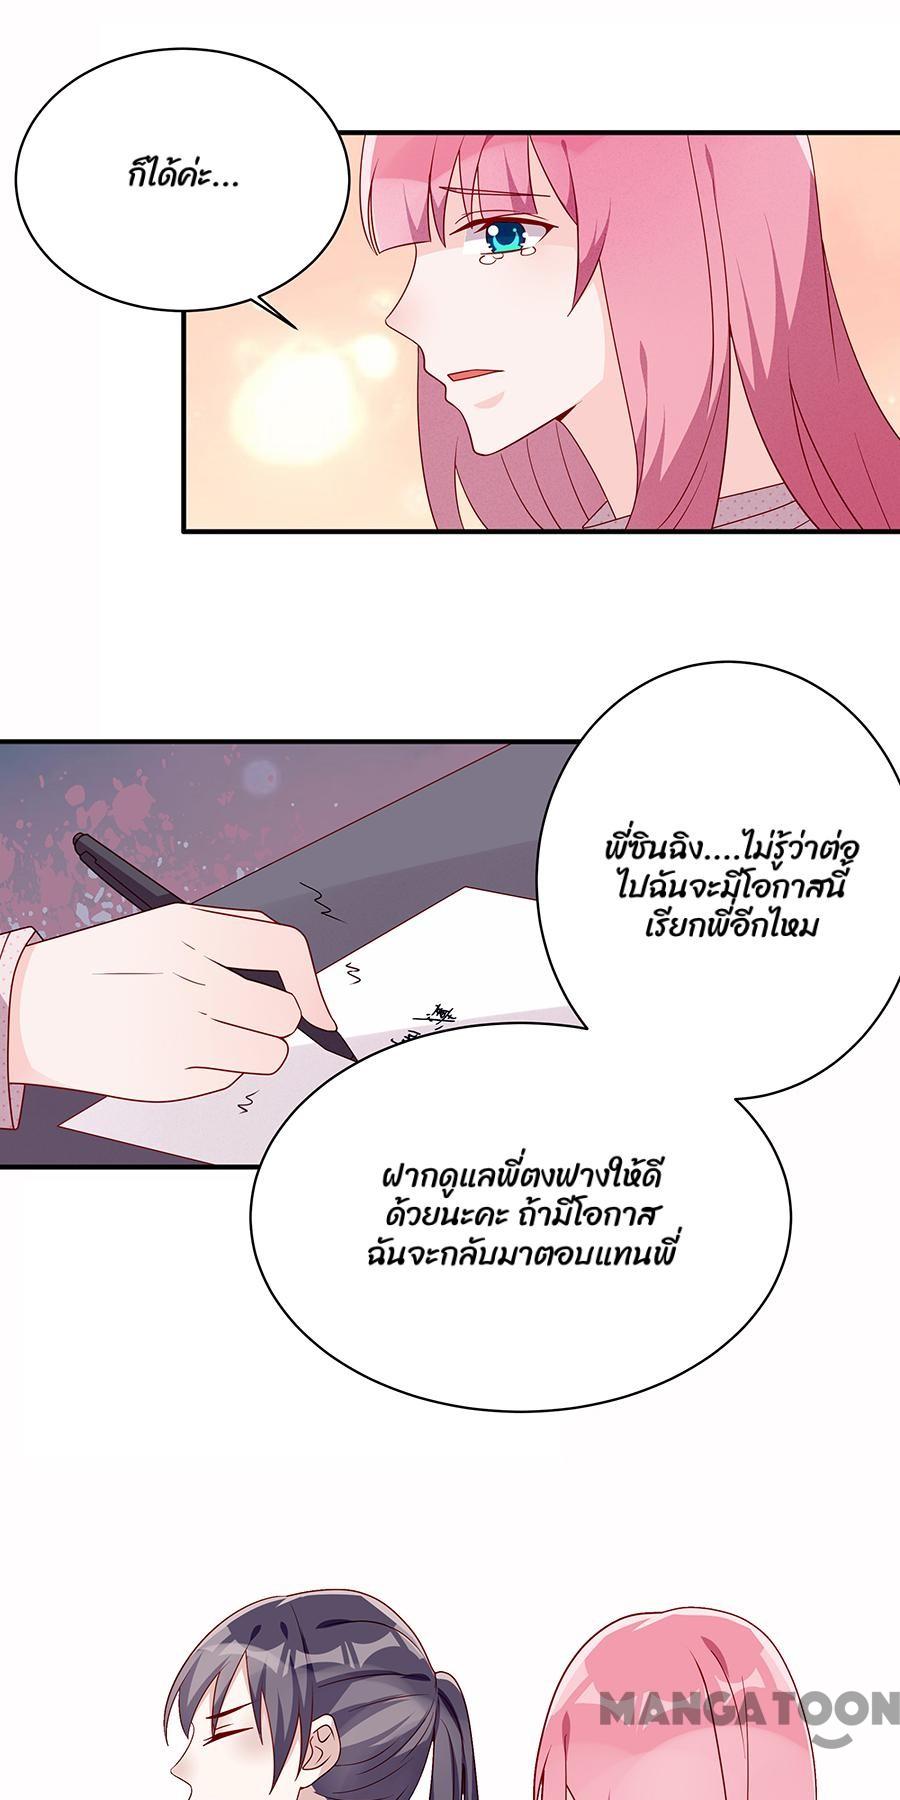 ก็ได้ค่ะ...
พี่ซินฉิง....ไม่รู้ว่าต่อ
ไปฉันจะมีโอกาสนี้
เรียกพี่อีกไหม
ฝากดูแลพี่ตงฟางให้ดี
ด้วยนะคะ ถ้ามีโอกาส
ฉันจะกลับมาตอบแทนพี่
MANGATOON